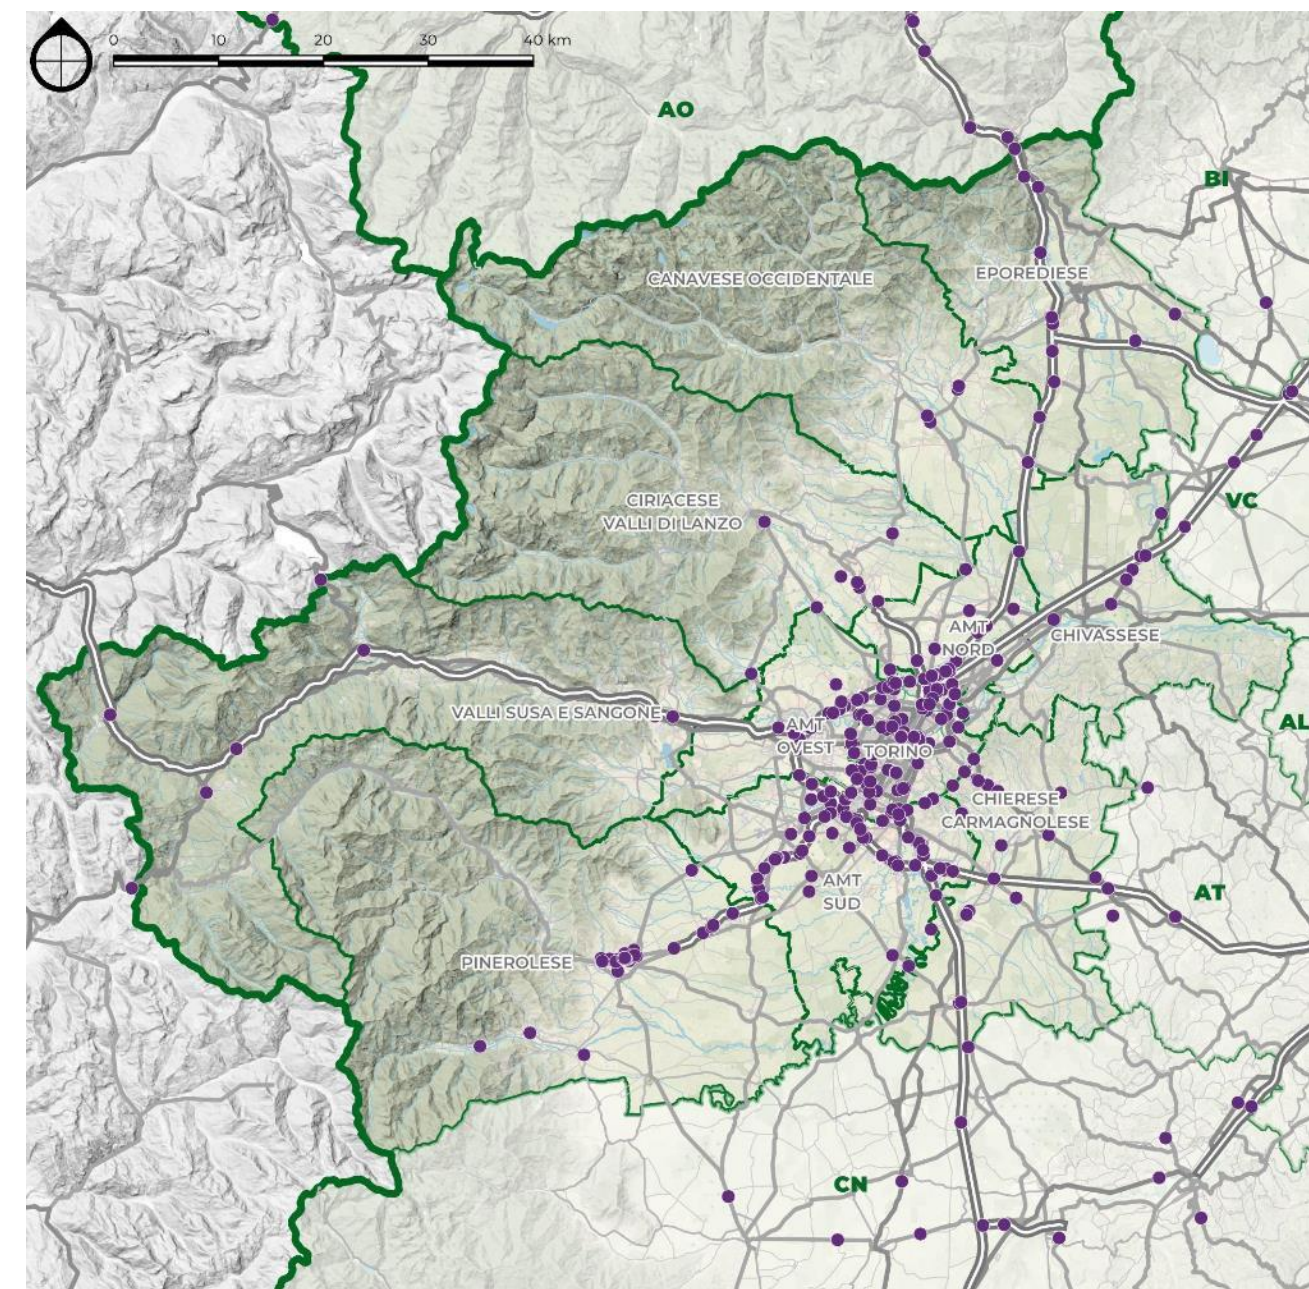 0 10 20 30 40 km
AO
BI
CANAVESE OCCIDENTALE
EPOREDIESE
CIRIACESE
VALLI DI LANZO
VC
AMT
NORD
CHIVASSESE
VALLI SUSA E SANGONE
AMT
OVEST
TORINO
AL
CHIERESE
CARMAGNOLESE
AMT
SUD
AT
PINEROLESE
CN